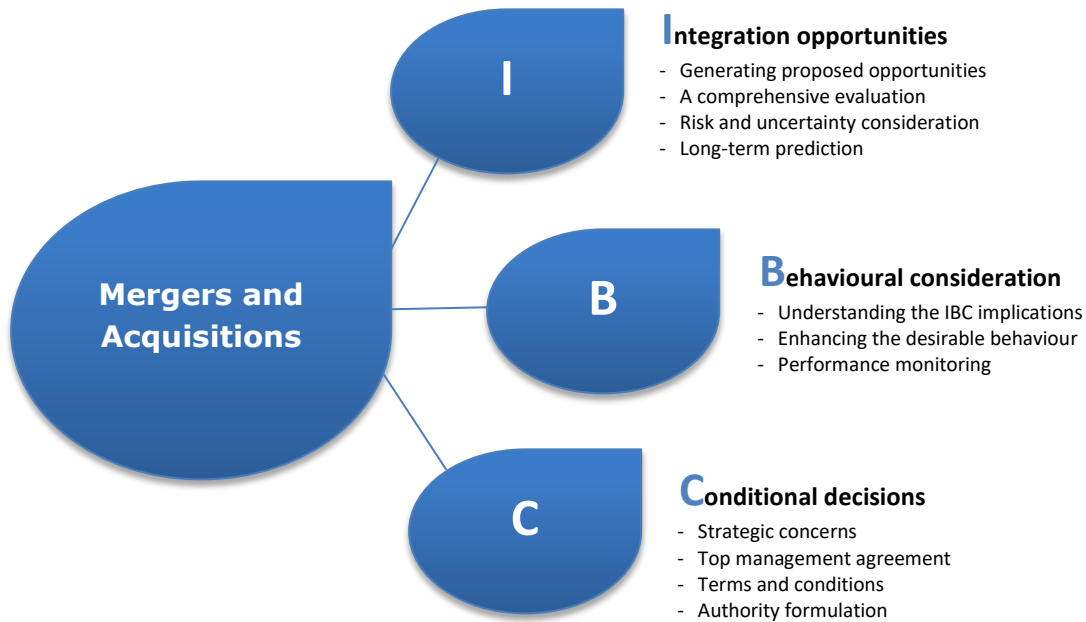 I
Integration opportunities
- Generating proposed opportunities
- A comprehensive evaluation
- Risk and uncertainty consideration
- Long-term prediction
Mergers and
Acquisitions
B
Behavioural consideration
- Understanding the IBC implications
- Enhancing the desirable behaviour
- Performance monitoring
C
Conditional decisions
- Strategic concerns
- Top management agreement
- Terms and conditions
- Authority formulation